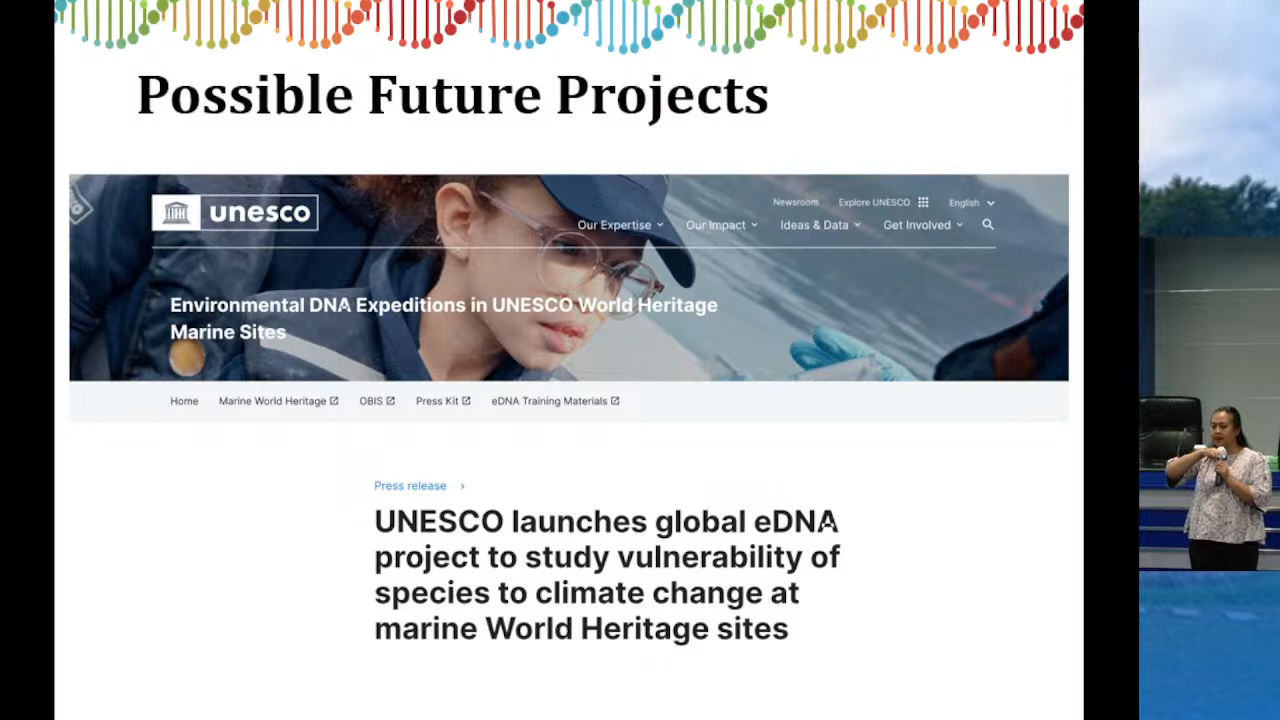 Possible Future Projects
unesco
Newsroom Explore UNESCO English
Our Expertise Our Impact Ideas & Data Get Involved
Environmental DNA Expeditions in UNESCO World Heritage
Marine Sites
Home Marine World Heritage OBIS Press Kit eDNA Training Materials
Press release
UNESCO launches global eDNA
project to study vulnerability of
species to climate change at
marine World Heritage sites